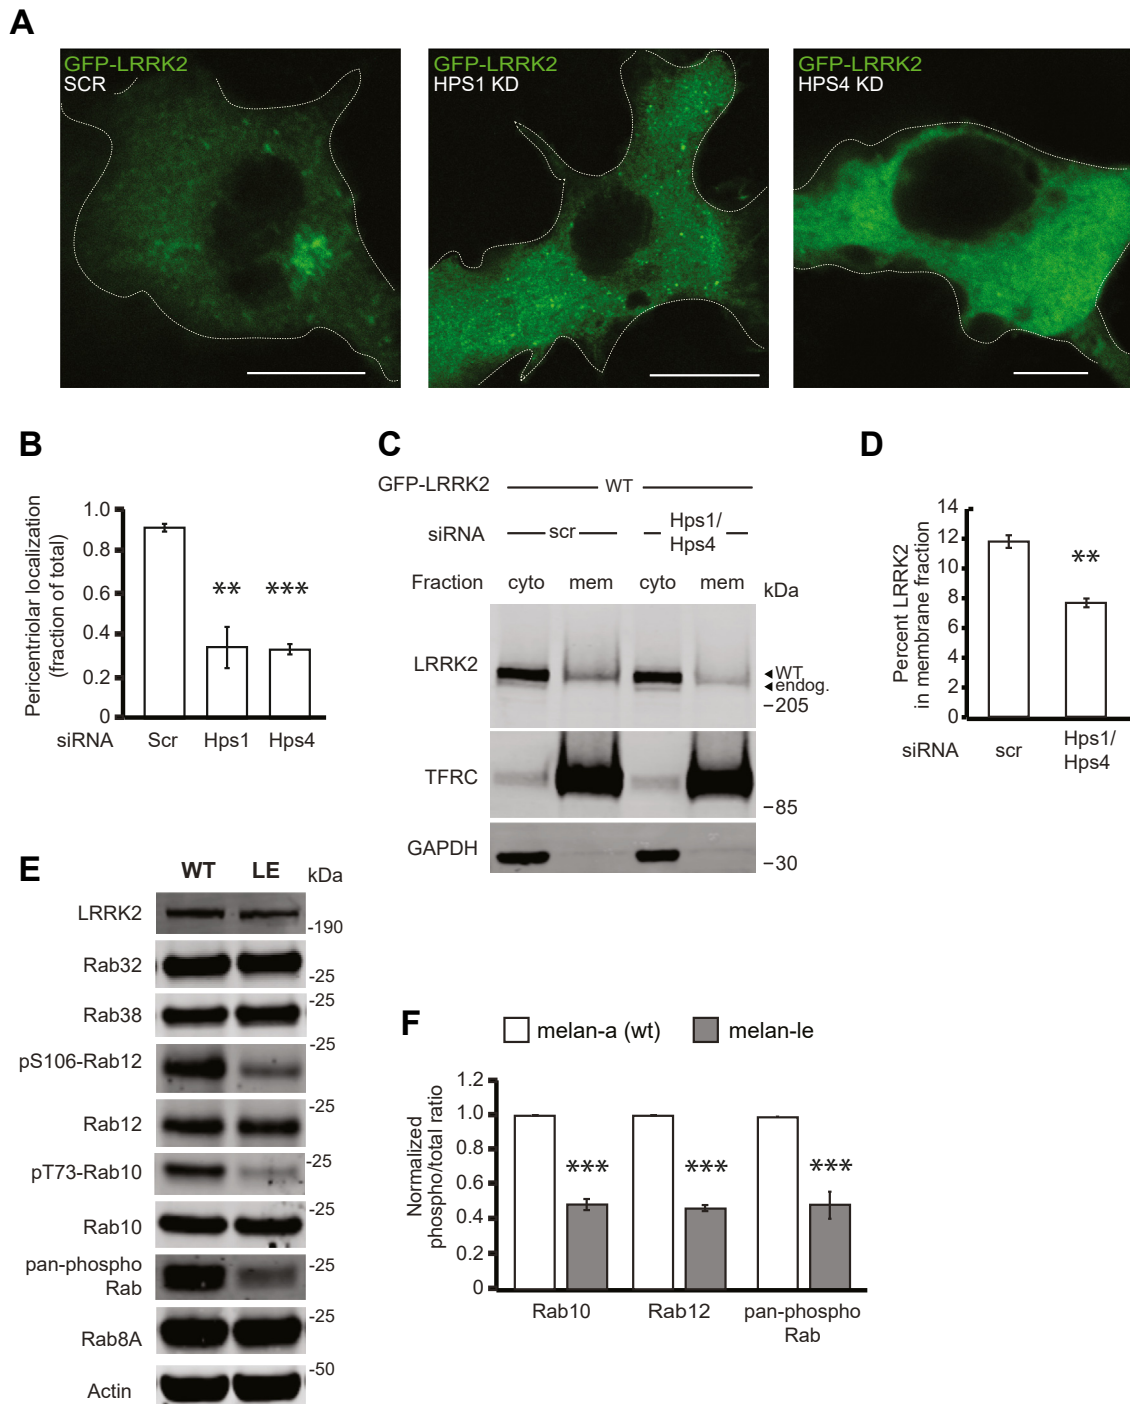 A
GFP-LRRK2
SCR
GFP-LRRK2
HPS1 KD
GFP-LRRK2
HPS4 KD
B
Pericentriolar localization
(fraction of total)
1.0
0.8
0.6
0.4
0.2
0
**
***
siRNA
Scr
Hps1
Hps4
C
GFP-LRRK2
WT
siRNA
scr
Hps1/
Hps4
Fraction
cyto
mem
cyto
mem
kDa
LRRK2
◄WT
◄endog.
−205
TFRC
−85
GAPDH
−30
D
Percent LRRK2
in membrane fraction
14
12
10
8
6
4
2
0
**
siRNA
scr
Hps1/
Hps4
E
WT
LE
kDa
LRRK2
-190
Rab32
-25
Rab38
-25
pS106-Rab12
-25
Rab12
-25
pT73-Rab10
-25
Rab10
-25
pan-phospho
Rab
-25
Rab8A
-25
Actin
-50
F
melan-a (wt)
melan-le
Normalized
phospho/total ratio
1.2
1.0
0.8
0.6
0.4
0.2
0
***
***
***
Rab10
Rab12
pan-phospho
Rab